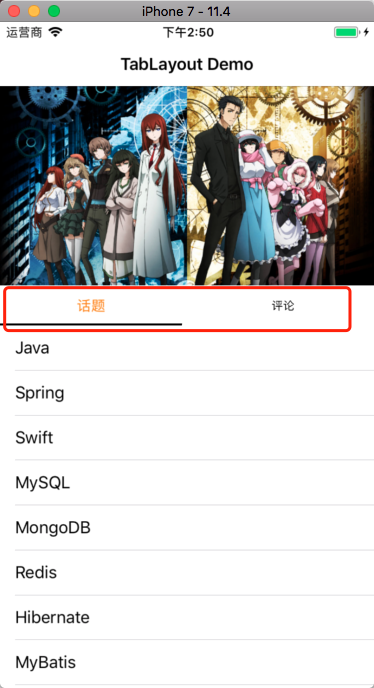 iPhone 7 - 11.4
运营商 下午2:50
TabLayout Demo
话题 评论
Java
Spring
Swift
MySQL
MongoDB
Redis
Hibernate
MyBatis